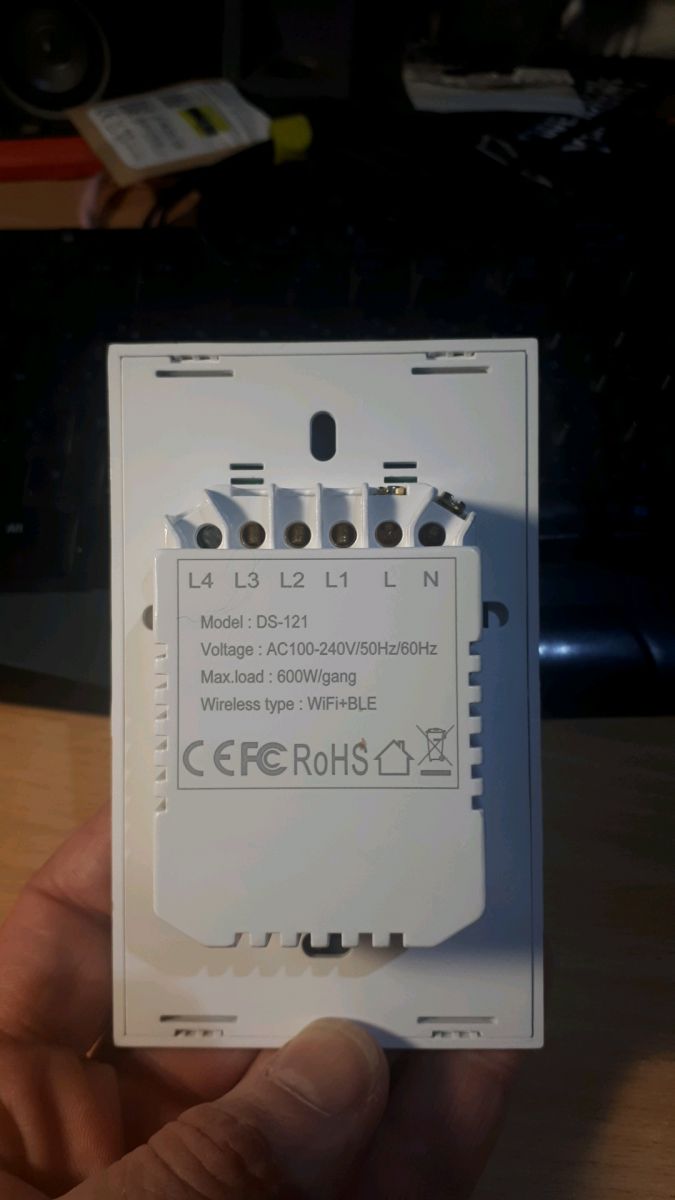 L4 L3 L2 L1 L N
Model : DS-121
Voltage : AC100-240V/50Hz/60Hz
Max.load : 600W/gang
Wireless type : WiFi+BLE
CE FC RoHS